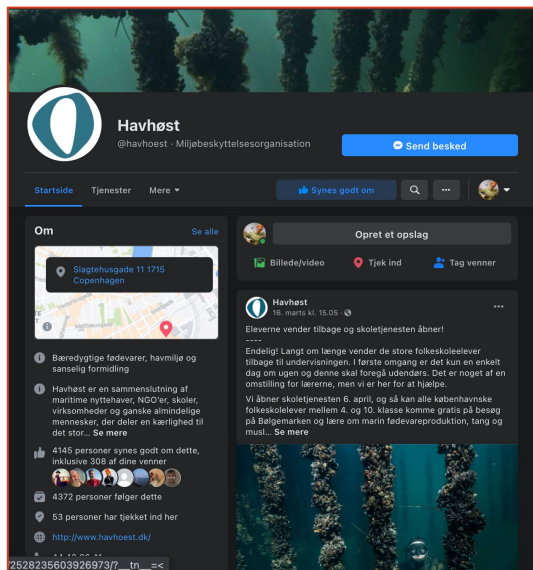 Havhøst
@havhoest · Miljøbeskyttelsesorganisation
Send besked
Startside Tjenester Mere
Synes godt om
Om
Se alle
Slagtehusgade 11 1715
Copenhagen
Bæredygtige fødevarer, havmiljø og
sanselig formidling
Havhøst er en sammenslutning af
maritime nyttehaver, NGO'er, skoler,
virksomheder og ganske almindelige
mennesker, der deler en kærlighed til
det stor... Se mere
4145 personer synes godt om dette,
inklusive 308 af dine venner
4372 personer følger dette
53 personer har tjekket ind her
http://www.havhoest.dk/
/2528235603926973/?__tn__=<
Opret et opslag
Billede/video Tjek ind Tag venner
Havhøst
16. marts kl. 15.05 ·
Eleverne vender tilbage og skoletjenesten åbner!
----
Endelig! Langt om længe vender de store folkeskoleelever
tilbage til undervisningen. I første omgang er det kun en enkelt
dag om ugen og denne skal foregå udendørs. Det er noget af en
omstilling for lærerne, men vi er her for at hjælpe.
Vi åbner skoletjenesten 6. april, og så kan alle københavnske
folkeskolelever mellem 4. og 10. klasse komme gratis på besøg
på Bølgemarken og lære om marin fødevareproduktion, tang og
musl... Se mere